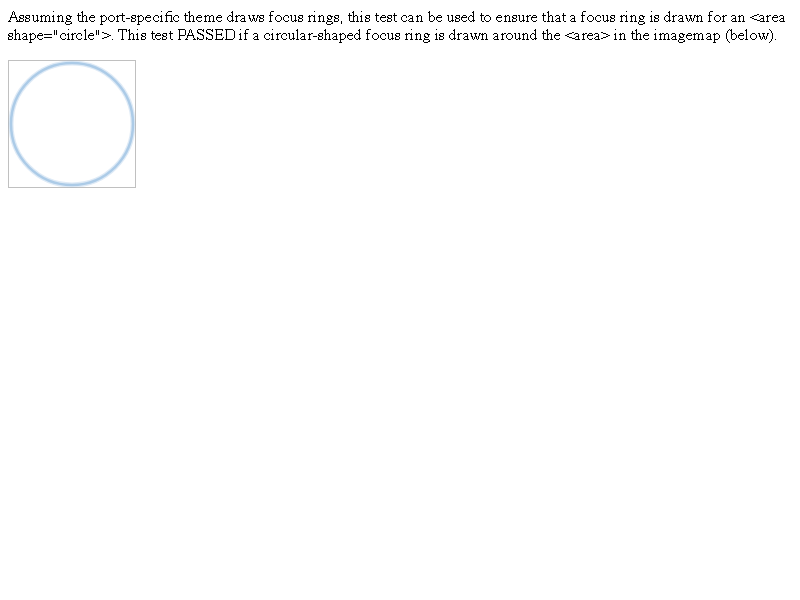 Assuming the port-specific theme draws focus rings, this test can be used to ensure that a focus ring is drawn for an <area
shape="circle">. This test PASSED if a circular-shaped focus ring is drawn around the <area> in the imagemap (below).